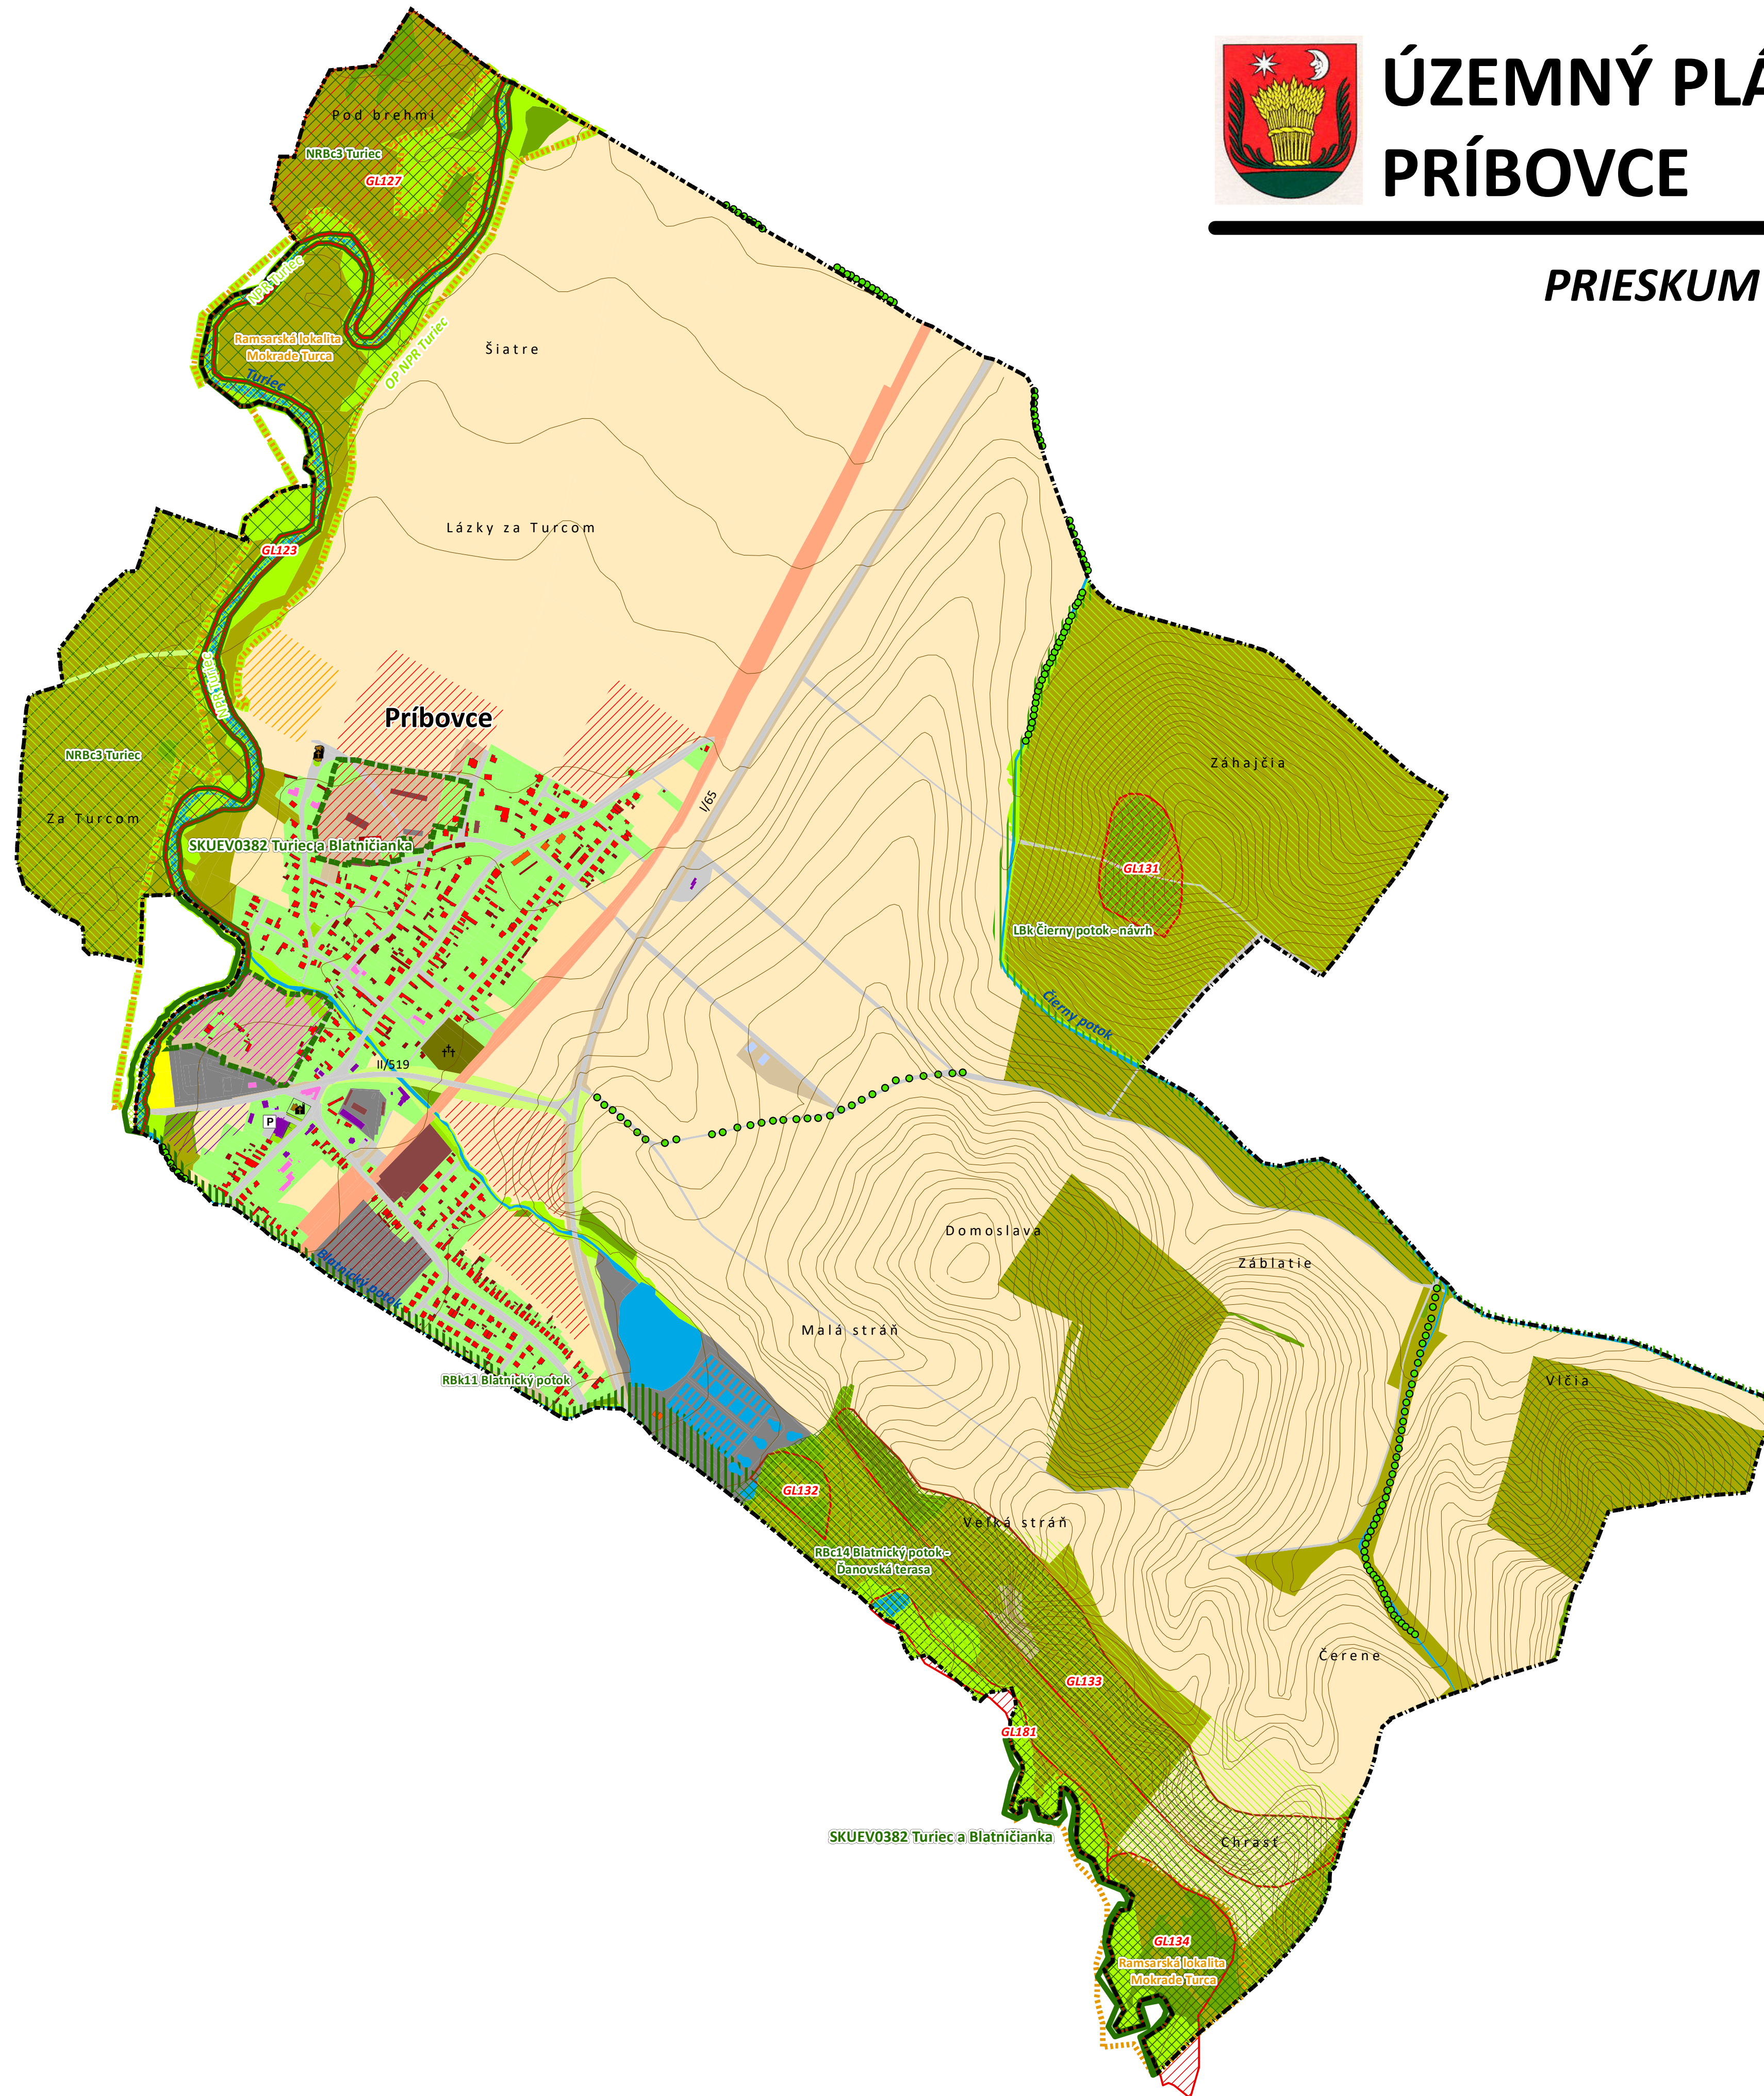 ÚZEMNÝ PLÁ
PRÍBOVCE
PRIESKUM
Pod brehmi
NRBc3 Turiec
GL127
NPR Turiec
Ramsarská lokalita
Mokrade Turca
OP NPR Turiec
Turiec
Šiatre
Lázky za Turcom
GL123
NPR Turiec
Príbovce
NRBc3 Turiec
Záhajčia
I/65
Za Turcom
SKUEV0382 Turiec a Blatničianka
GL131
LBk Čierny potok - návrh
Čierny potok
II/519
P
Domoslava
Záblatie
Blatnický potok
Malá stráň
RBk11 Blatnický potok
Vlčia
GL132
Veľká stráň
RBc14 Blatnický potok -
Ďanovská terasa
Čerene
GL133
GL181
SKUEV0382 Turiec a Blatničianka
Chrasť
GL134
Ramsarská lokalita
Mokrade Turca